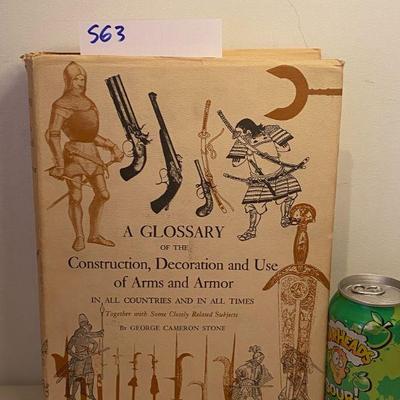 S63
A GLOSSARY
OF THE
Construction, Decoration and Use
of Arms and Armor
IN ALL COUNTRIES AND IN ALL TIMES
Together with Some Closely Related Subjects
By GEORGE CAMERON STONE